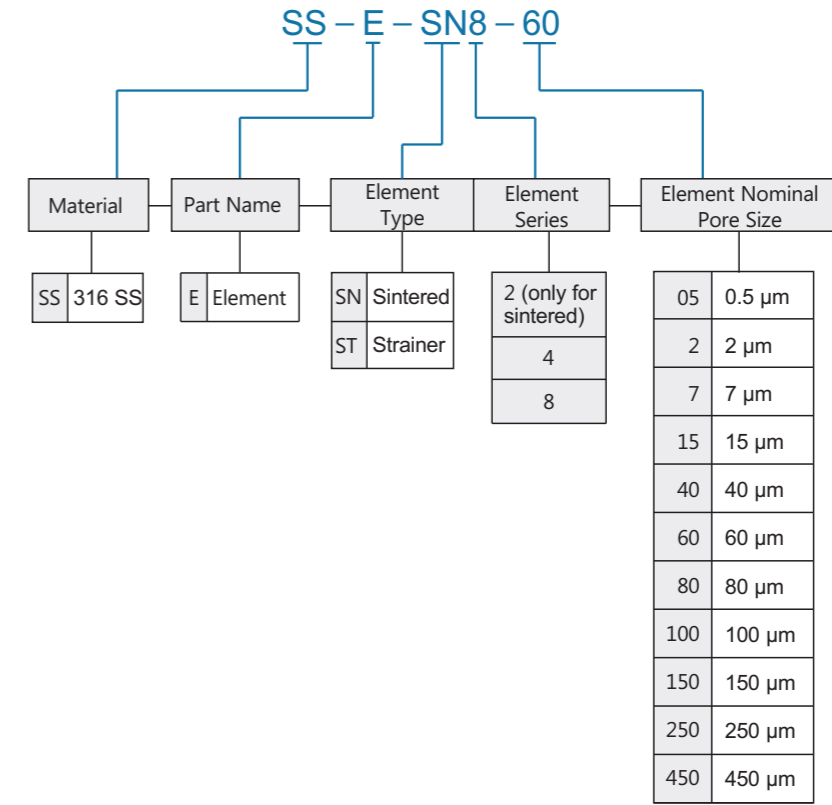 SS – E – SN8 – 60
Material
Part Name
Element
Type
Element
Series
Element Nominal
Pore Size
SS 316 SS
E Element
SN Sintered
ST Strainer
2 (only for
sintered)
4
8
05 0.5 µm
2 2 µm
7 7 µm
15 15 µm
40 40 µm
60 60 µm
80 80 µm
100 100 µm
150 150 µm
250 250 µm
450 450 µm